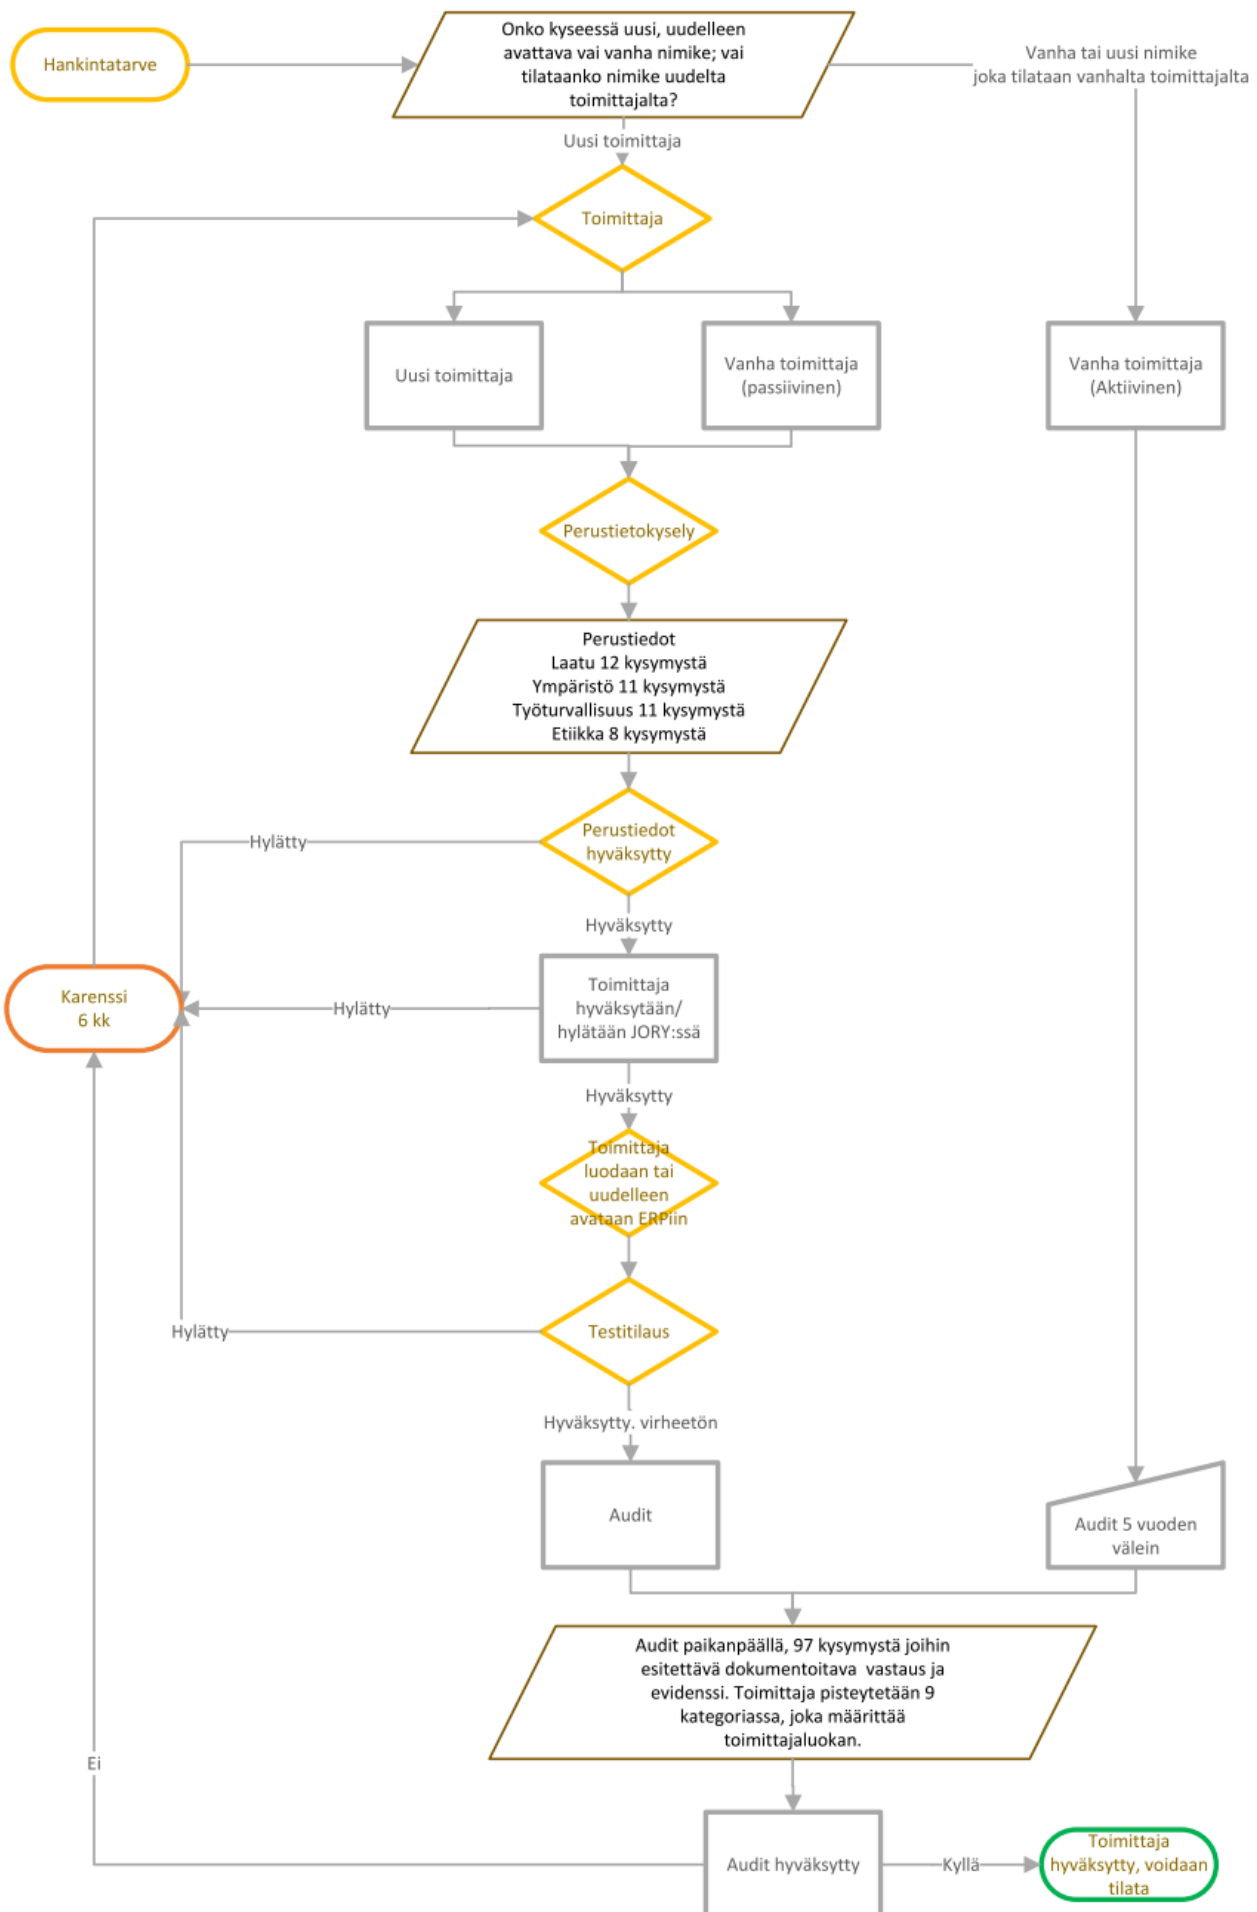 Hankintatarve
Onko kyseessä uusi, uudelleen
avattava vai vanha nimike; vai
tilataanko nimike uudelta
toimittajalta?
Vanha tai uusi nimike
joka tilataan vanhalta toimittajalta
Uusi toimittaja
Toimittaja
Uusi toimittaja
Vanha toimittaja
(passiivinen)
Vanha toimittaja
(Aktiivinen)
Perustietokysely
Perustiedot
Laatu 12 kysymystä
Ympäristö 11 kysymystä
Työturvallisuus 11 kysymystä
Etiikka 8 kysymystä
Perustiedot
hyväksytty
Hylätty
Hyväksytty
Toimittaja
hyväksytään/
hylätään JORY:ssä
Hylätty
Karenssi
6 kk
Hyväksytty
Toimittaja
luodaan tai
uudelleen
avataan ERPiin
Testitilaus
Hylätty
Hyväksytty. virheetön
Audit
Audit 5 vuoden
välein
Audit paikanpäällä, 97 kysymystä joihin
esitettävä dokumentoitava  vastaus ja
evidenssi. Toimittaja pisteytetään 9
kategoriassa, joka määrittää
toimittajaluokan.
Ei
Audit hyväksytty
Kyllä
Toimittaja
hyväksytty, voidaan
tilata